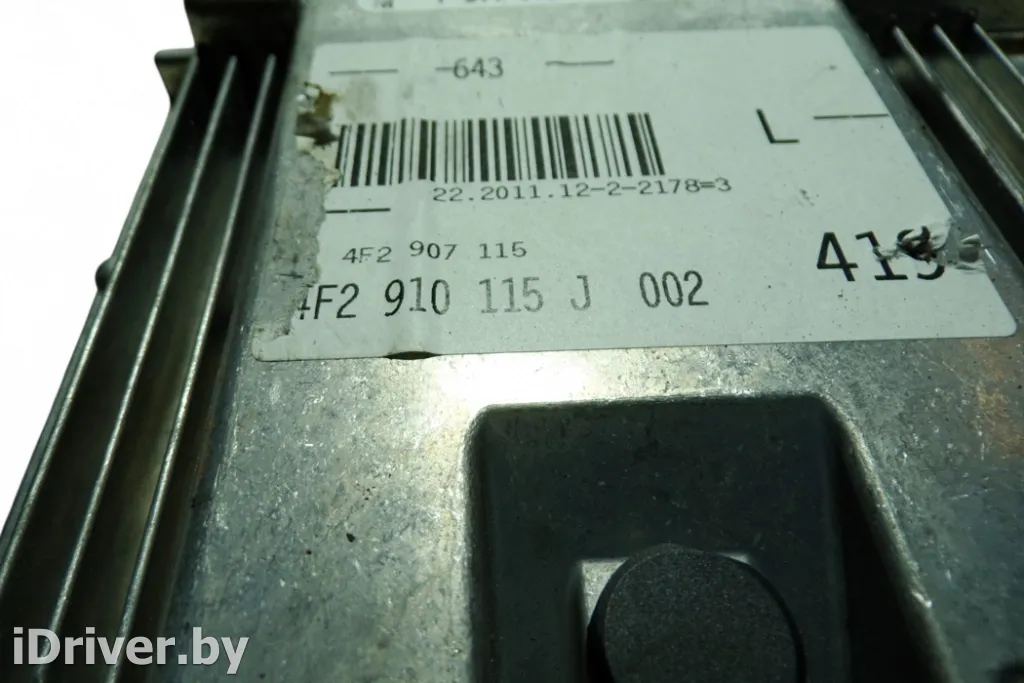 643
L
22.2011.12-2-2178=3
4F2 907 115
4F2 910 115 J 002
iDriver.by